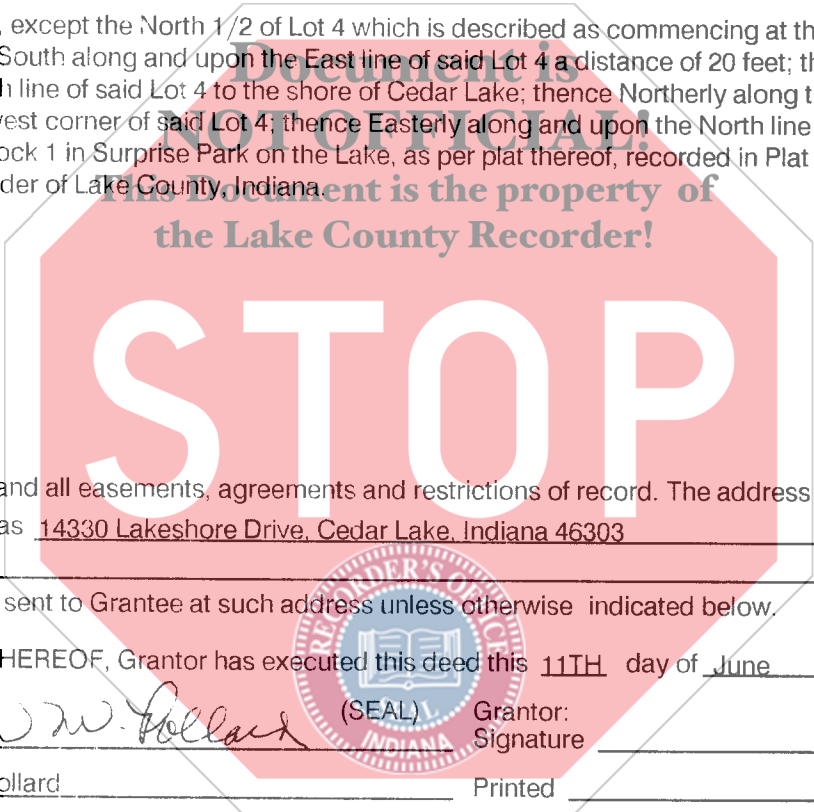 , except the North 1/2 of Lot 4 which is described as commencing at th
South along and upon the East line of said Lot 4 a distance of 20 feet; th
h line of said Lot 4 to the shore of Cedar Lake; thence Northerly along t
vest corner of said Lot 4; thence Easterly along and upon the North line
ock 1 in Surprise Park on the Lake, as per plat thereof, recorded in Plat
der of Lake County, Indiana.
Document is
NOT OFFICIAL!
This Document is the property of
the Lake County Recorder!
STOP
and all easements, agreements and restrictions of record. The address
as 14330 Lakeshore Drive, Cedar Lake, Indiana 46303
sent to Grantee at such address unless otherwise indicated below.
HEREOF, Grantor has executed this deed this 11TH day of June
W. Hollard (SEAL) Grantor:
Signature
ollard Printed
RECORDER'S OFFICE
SEAL
INDIANA